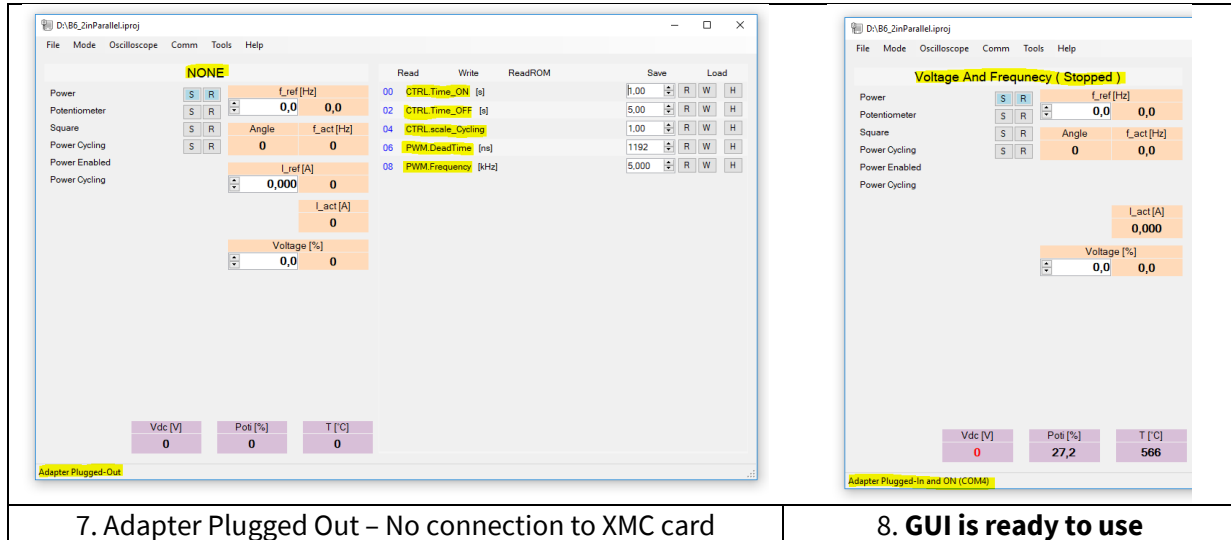 D:\B6_2inParallel.iproj
File Mode Oscilloscope Comm Tools Help
NONE
Read Write ReadROM Save Load
Power S R f_ref [Hz]
0,0 0,0
Potentiometer S R
Square S R Angle f_act [Hz]
Power Cycling S R 0 0
Power Enabled
I_ref [A]
Power Cycling 0,000 0
I_act [A]
0
Voltage [%]
0,0 0
00 CTRL.Time_ON [s] 1,00 R W H
02 CTRL.Time_OFF [s] 5,00 R W H
04 CTRL.scale_Cycling 1,00 R W H
06 PWM.DeadTime [ns] 1192 R W H
08 PWM.Frequency [kHz] 5,000 R W H
Vdc [V] Poti [%] T [°C]
0 0 0
Adapter Plugged-Out
7. Adapter Plugged Out – No connection to XMC card
D:\B6_2inParallel.iproj
File Mode Oscilloscope Comm Tools Help
Voltage And Frequnecy ( Stopped )
Power S R f_ref [Hz]
0,0 0,0
Potentiometer S R
Square S R Angle f_act [Hz]
Power Cycling S R 0 0,0
Power Enabled
Power Cycling
I_act [A]
0,000
Voltage [%]
0,0 0,0
Vdc [V] Poti [%] T [°C]
0 27,2 566
Adapter Plugged-In and ON (COM4)
8. GUI is ready to use